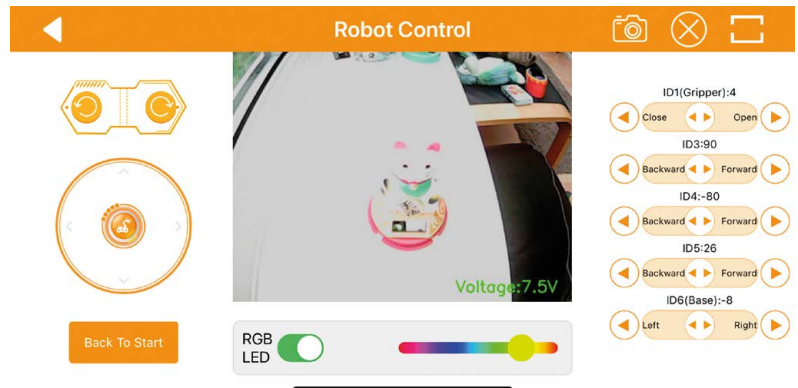 Robot Control
ID1(Gripper):4
Close Open
ID3:90
Backward Forward
ID4:-80
Backward Forward
ID5:26
Backward Forward
ID6(Base):-8
Left Right
Voltage:7.5V
RGB
LED
Back To Start